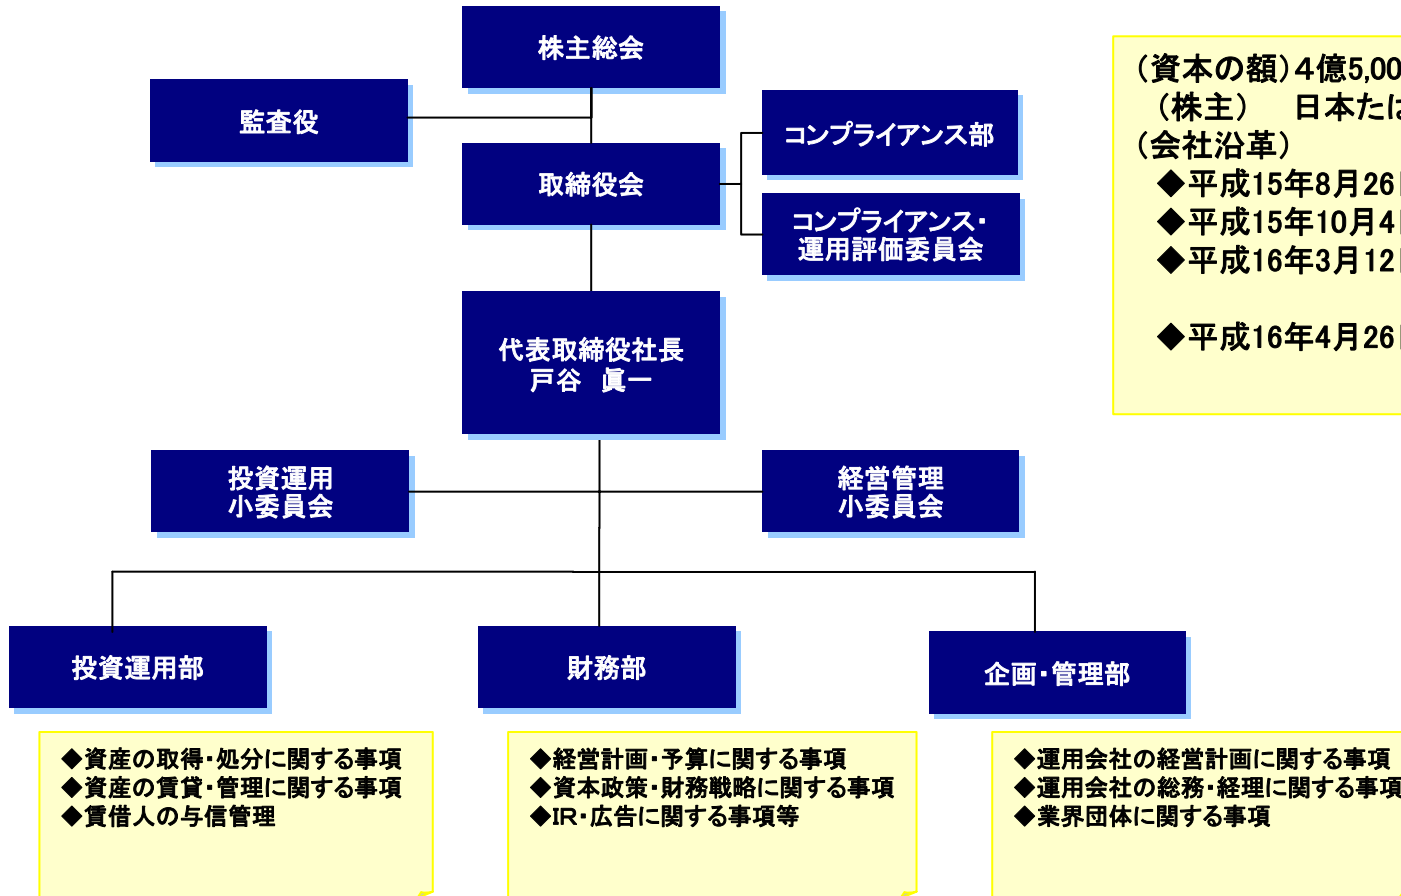 株主総会
監査役
コンプライアンス部
取締役会
コンプライアンス・
運用評価委員会
代表取締役社長
戸谷　眞一
投資運用
小委員会
経営管理
小委員会
投資運用部
財務部
企画・管理部
◆資産の取得・処分に関する事項
◆資産の賃貸・管理に関する事項
◆賃借人の与信管理
◆経営計画・予算に関する事項
◆資本政策・財務戦略に関する事項
◆IR・広告に関する事項等
◆運用会社の経営計画に関する事項
◆運用会社の総務・経理に関する事項
◆業界団体に関する事項
（資本の額）4億5,00
（株主）　日本た
（会社沿革）
◆平成15年8月26
◆平成15年10月4
◆平成16年3月12
◆平成16年4月26